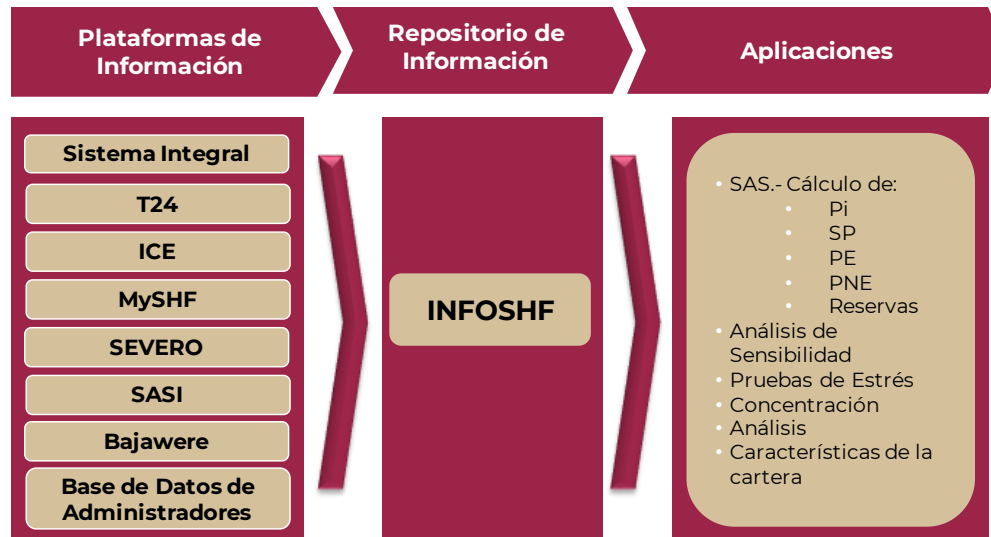 Plataformas de
Información
Repositorio de
Información
Aplicaciones
Sistema Integral
T24
ICE
MySHF
SEVERO
SASI
Bajawere
Base de Datos de
Administradores
INFOSHF
• SAS.- Cálculo de:
• Pi
• SP
• PE
• PNE
• Reservas
• Análisis de
Sensibilidad
• Pruebas de Estrés
• Concentración
• Análisis
• Características de la
cartera